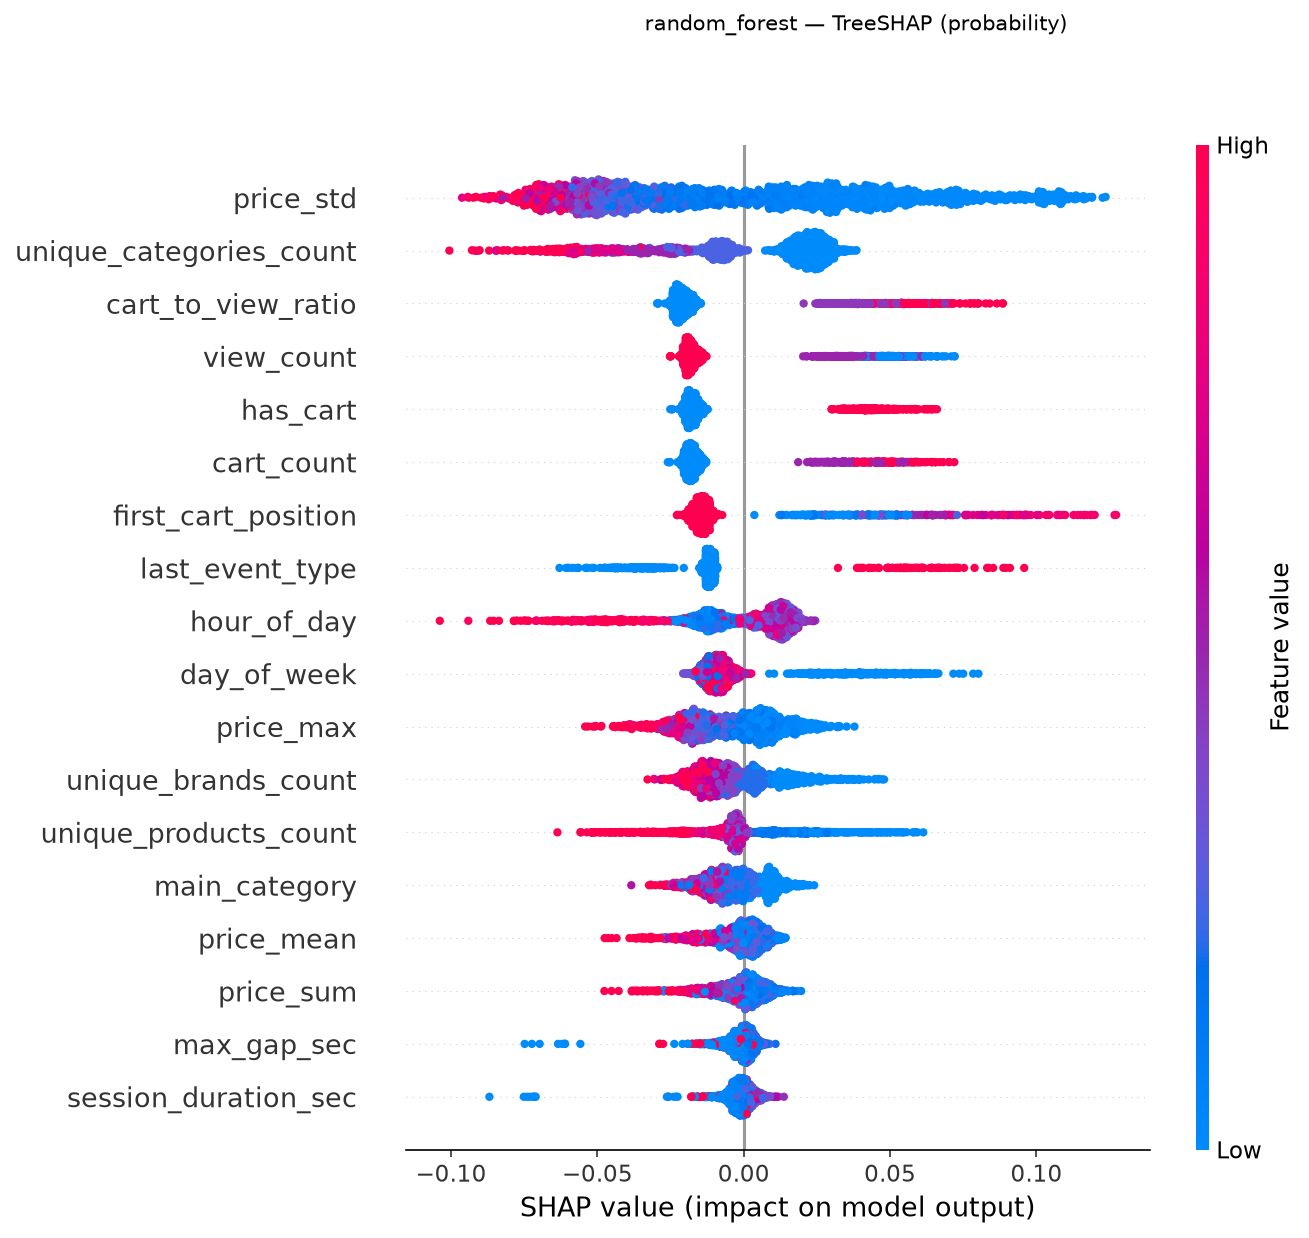 random_forest — TreeSHAP (probability)
High
price_std
unique_categories_count
cart_to_view_ratio
view_count
has_cart
cart_count
first_cart_position
last_event_type
hour_of_day
day_of_week
price_max
unique_brands_count
unique_products_count
main_category
price_mean
price_sum
max_gap_sec
session_duration_sec
Feature value
Low
−0.10 −0.05 0.00 0.05 0.10
SHAP value (impact on model output)